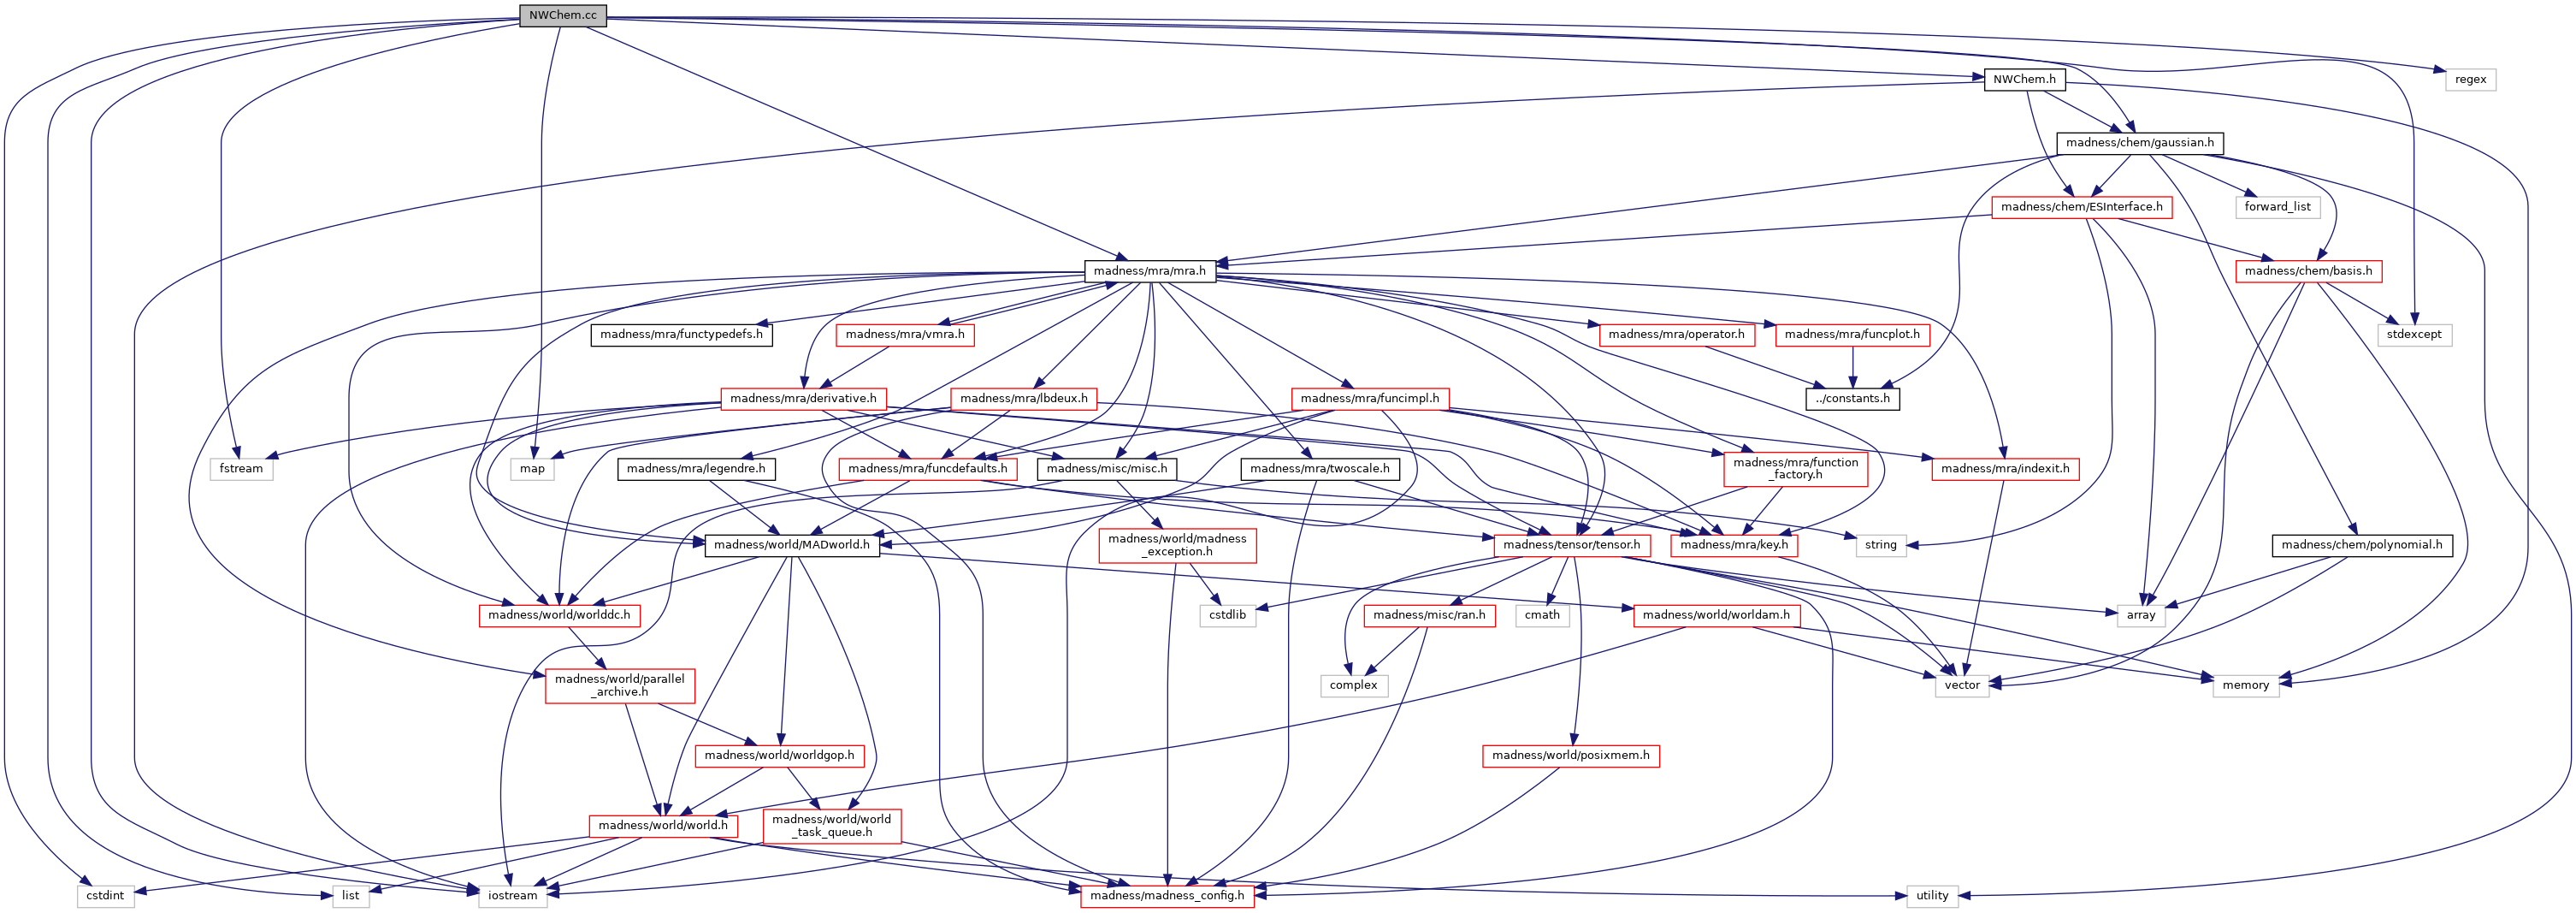 NWChem.cc
NWChem.h
regex
madness/chem/gaussian.h
madness/chem/ESInterface.h
forward_list
madness/mra/mra.h
madness/chem/basis.h
madness/mra/functypedefs.h
madness/mra/vmra.h
madness/mra/operator.h
madness/mra/funcplot.h
stdexcept
madness/mra/derivative.h
madness/mra/lbdeux.h
madness/mra/funcimpl.h
../constants.h
fstream
map
madness/mra/legendre.h
madness/mra/funcdefaults.h
madness/misc/misc.h
madness/mra/twoscale.h
madness/mra/function
_factory.h
madness/mra/indexit.h
madness/world/MADworld.h
madness/world/madness
_exception.h
madness/tensor/tensor.h
madness/mra/key.h
string
madness/chem/polynomial.h
madness/world/worlddc.h
madness/world/worldam.h
cstdlib
madness/misc/ran.h
cmath
array
madness/world/parallel
_archive.h
complex
vector
memory
madness/world/worldgop.h
madness/world/posixmem.h
madness/world/world.h
madness/world/world
_task_queue.h
cstdint
list
iostream
madness/madness_config.h
utility